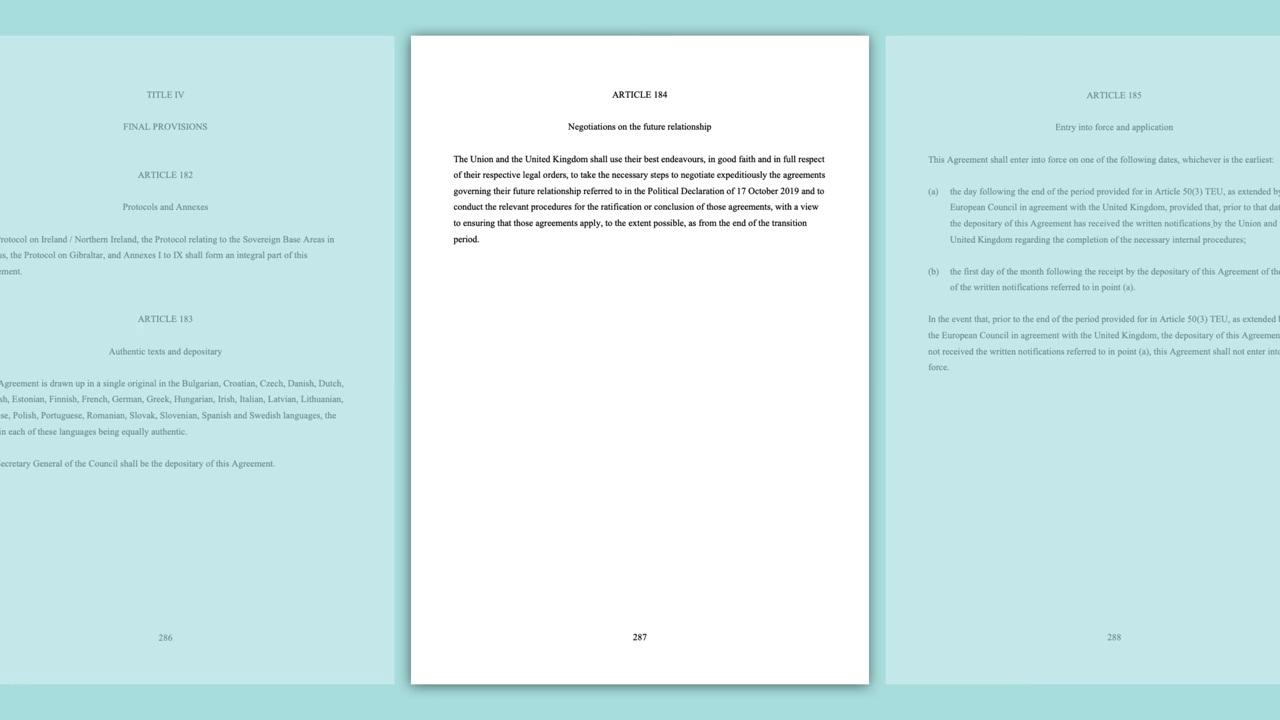 TITLE IV
FINAL PROVISIONS
ARTICLE 182
Protocols and Annexes
Protocol on Ireland / Northern Ireland, the Protocol relating to the Sovereign Base Areas in
the Protocol on Gibraltar, and Annexes I to IX shall form an integral part of this
ARTICLE 183
Authentic texts and depositary
Agreement is drawn up in a single original in the Bulgarian, Croatian, Czech, Danish, Dutch,
Estonian, Finnish, French, German, Greek, Hungarian, Irish, Italian, Latvian, Lithuanian,
Polish, Portuguese, Romanian, Slovak, Slovenian, Spanish and Swedish languages, the
in each of these languages being equally authentic.
Secretary General of the Council shall be the depositary of this Agreement.
286
ARTICLE 184
Negotiations on the future relationship
The Union and the United Kingdom shall use their best endeavours, in good faith and in full respect
of their respective legal orders, to take the necessary steps to negotiate expeditiously the agreements
governing their future relationship referred to in the Political Declaration of 17 October 2019 and to
conduct the relevant procedures for the ratification or conclusion of those agreements, with a view
to ensuring that those agreements apply, to the extent possible, as from the end of the transition
period.
287
ARTICLE 185
Entry into force and application
This Agreement shall enter into force on one of the following dates, whichever is the earliest:
(a) the day following the end of the period provided for in Article 50(3) TEU, as extended by
European Council in agreement with the United Kingdom, provided that, prior to that
the depositary of this Agreement has received the written notifications by the Union and
United Kingdom regarding the completion of the necessary internal procedures;
(b) the first day of the month following the receipt by the depositary of this Agreement of the
of the written notifications referred to in point (a).
In the event that, prior to the end of the period provided for in Article 50(3) TEU, as extended
the European Council in agreement with the United Kingdom, the depositary of this
not received the written notifications referred to in point (a), this Agreement shall not enter
force.
288